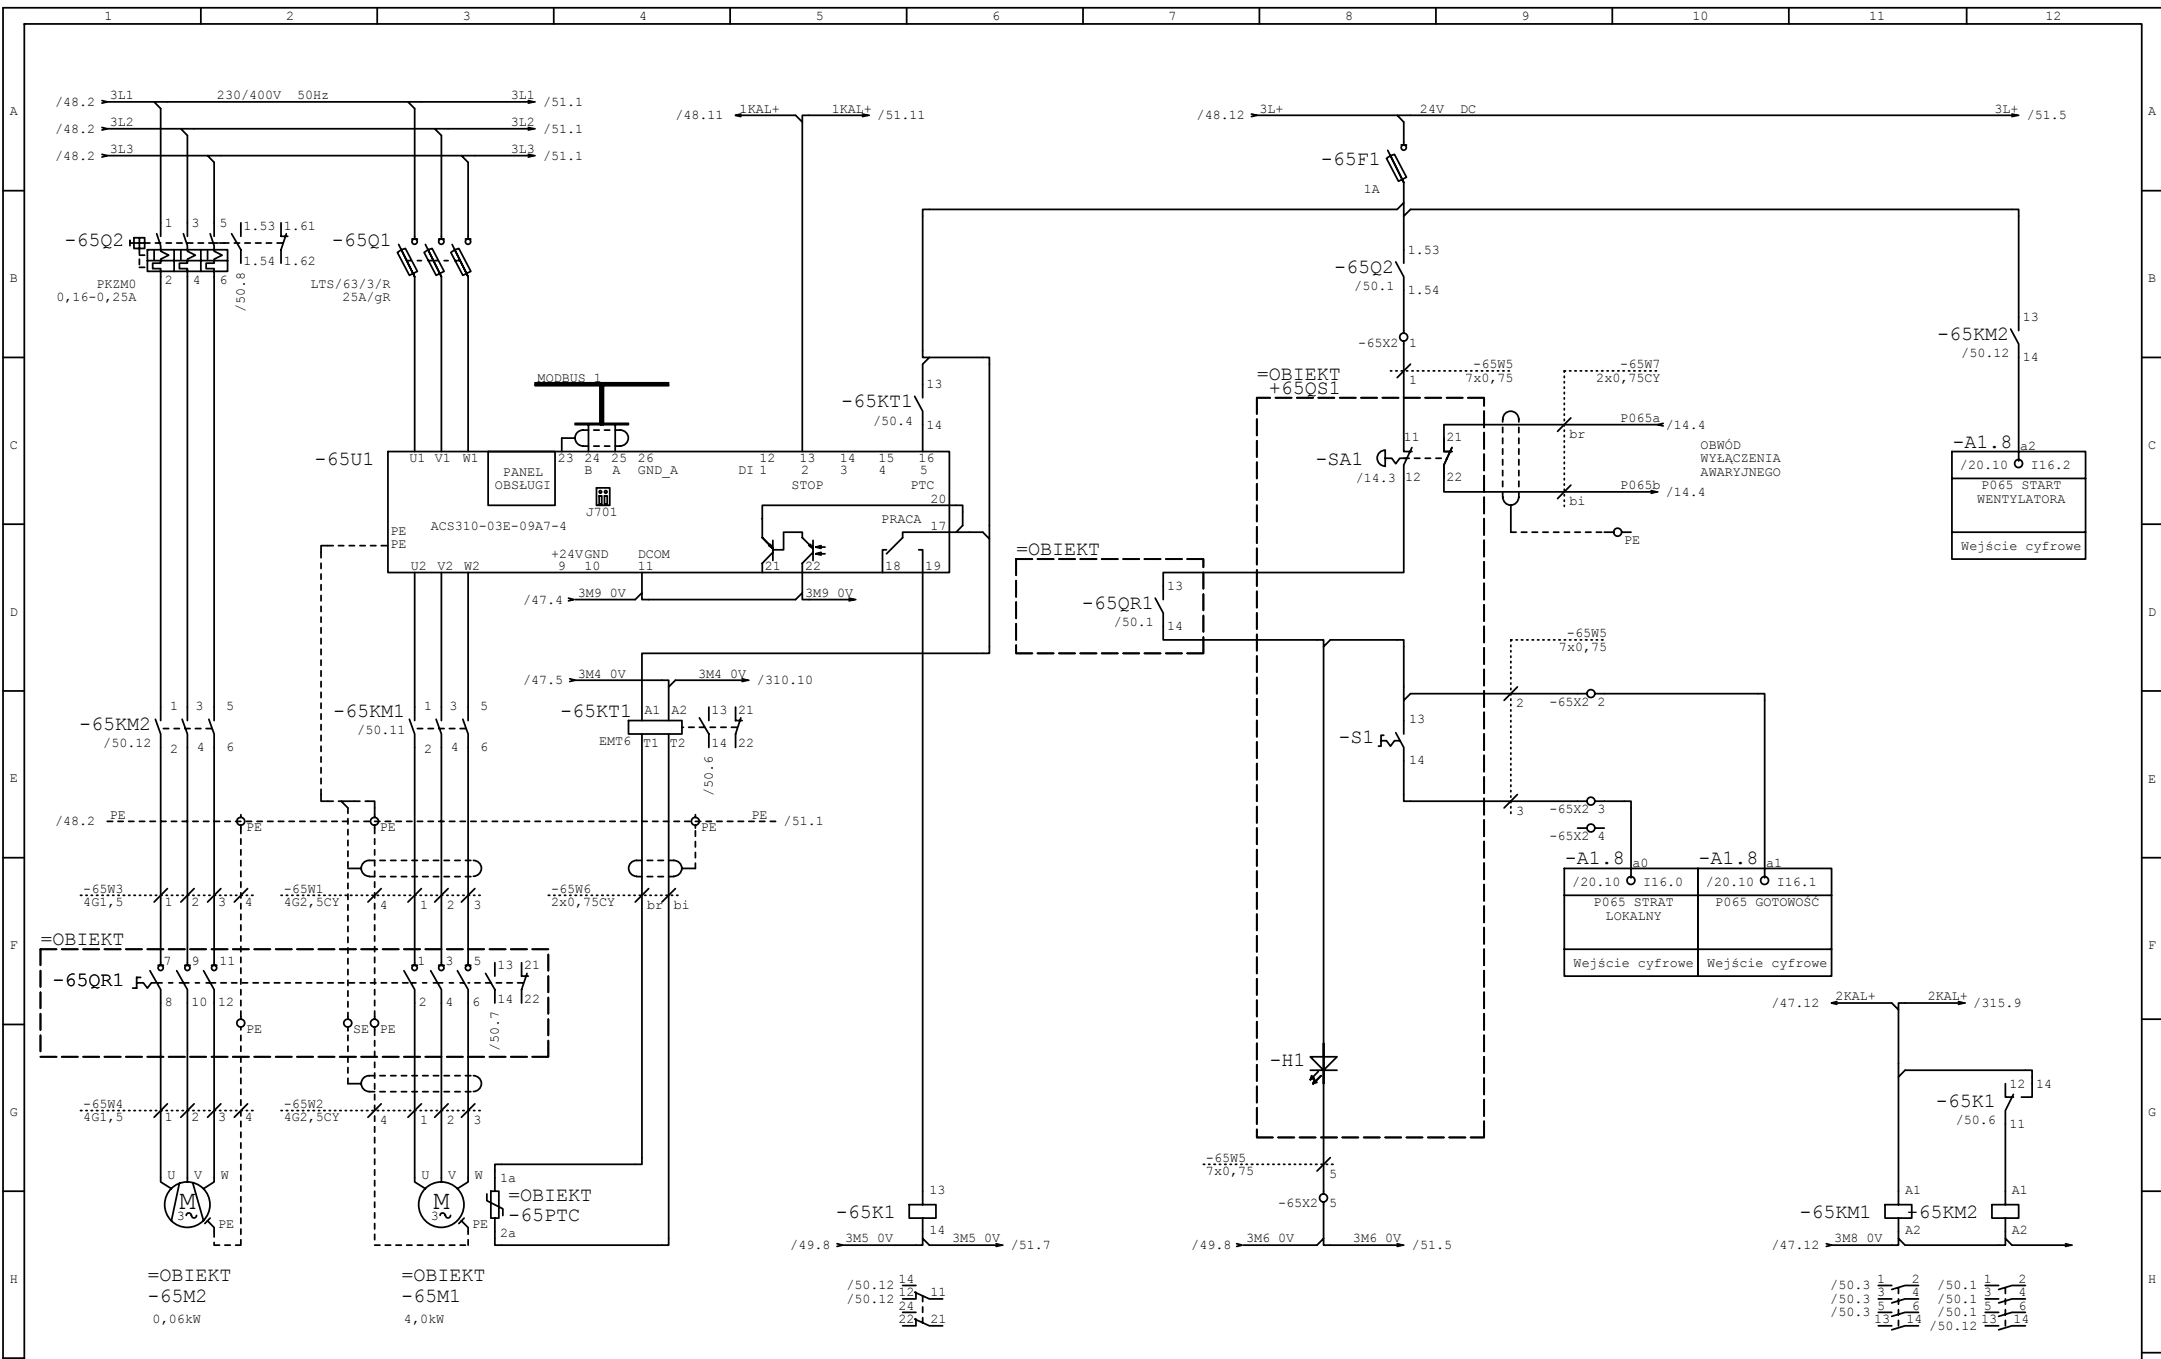 1 2 3 4 5 6 7 8 9 10 11 12
A A
B B
C C
D D
E E
F F
G G
H H
/48.2 3L1 230/400V 50Hz 3L1 /51.1
/48.2 3L2 3L2 /51.1
/48.2 3L3 3L3 /51.1
/48.11 1KAL+ 1KAL+ /51.11
/48.12 3L+ 24V DC 3L+ /51.5
-65F1
1A
-65Q2
1 3 5 1.53 1.61
2 4 6 1.54 1.62
PKZM0
0,16-0,25A
/50.8
-65Q1
LTS/63/3/R
25A/gR
-65Q2
/50.1
1.53
1.54
-65X2 1
-65W5
7x0,75
1
-65W7
2x0,75CY
-65KM2
/50.12
13
14
=OBIEKT
+65QS1
MODBUS 1
-65KT1
/50.4
13
14
-65U1
U1 V1 W1
PANEL
OBSŁUGI
23 24 25 26
B A GND_A
J701
12 13 14 15 16
DI 1 2 3 4 5
STOP PTC
20
PRACA 17
ACS310-03E-09A7-4
PE
PE
+24V GND DCOM
9 10 11
21 22 18 19
U2 V2 W2
-SA1
/14.3
11 21
12 22
P065a /14.4
br
OBWÓD
WYŁĄCZENIA
AWARYJNEGO
P065b /14.4
bi
PE
-A1.8 a2
/20.10 I16.2
P065 START
WENTYLATORA
Wejście cyfrowe
=OBIEKT
-65QR1
/50.1
13
14
/47.4 3M9 0V 3M9 0V
/47.5 3M4 0V 3M4 0V /310.10
-65W5
7x0,75
2 -65X2 2
-65KM2
/50.12
1 3 5
2 4 6
-65KM1
/50.11
1 3 5
2 4 6
-65KT1
EMT6
A1 A2
T1 T2
13 21
14 22
/50.6
-S1
13
14
3 -65X2 3
-65X2 4
/48.2 PE PE PE PE PE /51.1
-A1.8 a0
/20.10 I16.0
P065 STRAT
LOKALNY
Wejście cyfrowe
-A1.8 a1
/20.10 I16.1
P065 GOTOWOŚĆ
Wejście cyfrowe
-65W3
4G1,5
1 2 3 4
-65W1
4G2,5CY
4 1 2 3
-65W6
2x0,75CY
br bi
=OBIEKT
-65QR1
7 9 11
8 10 12
1 3 5 13 21
2 4 6 14 22
/50.7
PE SE PE
/47.12 2KAL+ 2KAL+ /315.9
-H1
-65W4
4G1,5
1 2 3 4
-65W2
4G2,5CY
4 1 2 3
-65K1
/50.6
12 14
11
-65W5
7x0,75
5
-65X2 5
U V W
M
3~
PE
U V W
M
3~
PE
1a
=OBIEKT
-65PTC
2a
-65K1
13
14
/49.8 3M5 0V 3M5 0V /51.7
/49.8 3M6 0V 3M6 0V /51.5
-65KM1
A1
A2
-65KM2
A1
A2
/47.12 3M8 0V
=OBIEKT
-65M2
0,06kW
=OBIEKT
-65M1
4,0kW
/50.12 14
/50.12 12 11
24
22 21
/50.3 1 2
/50.3 3 4
/50.3 5 6
13 14
/50.1 1 2
/50.1 3 4
/50.1 5 6
/50.12 13 14